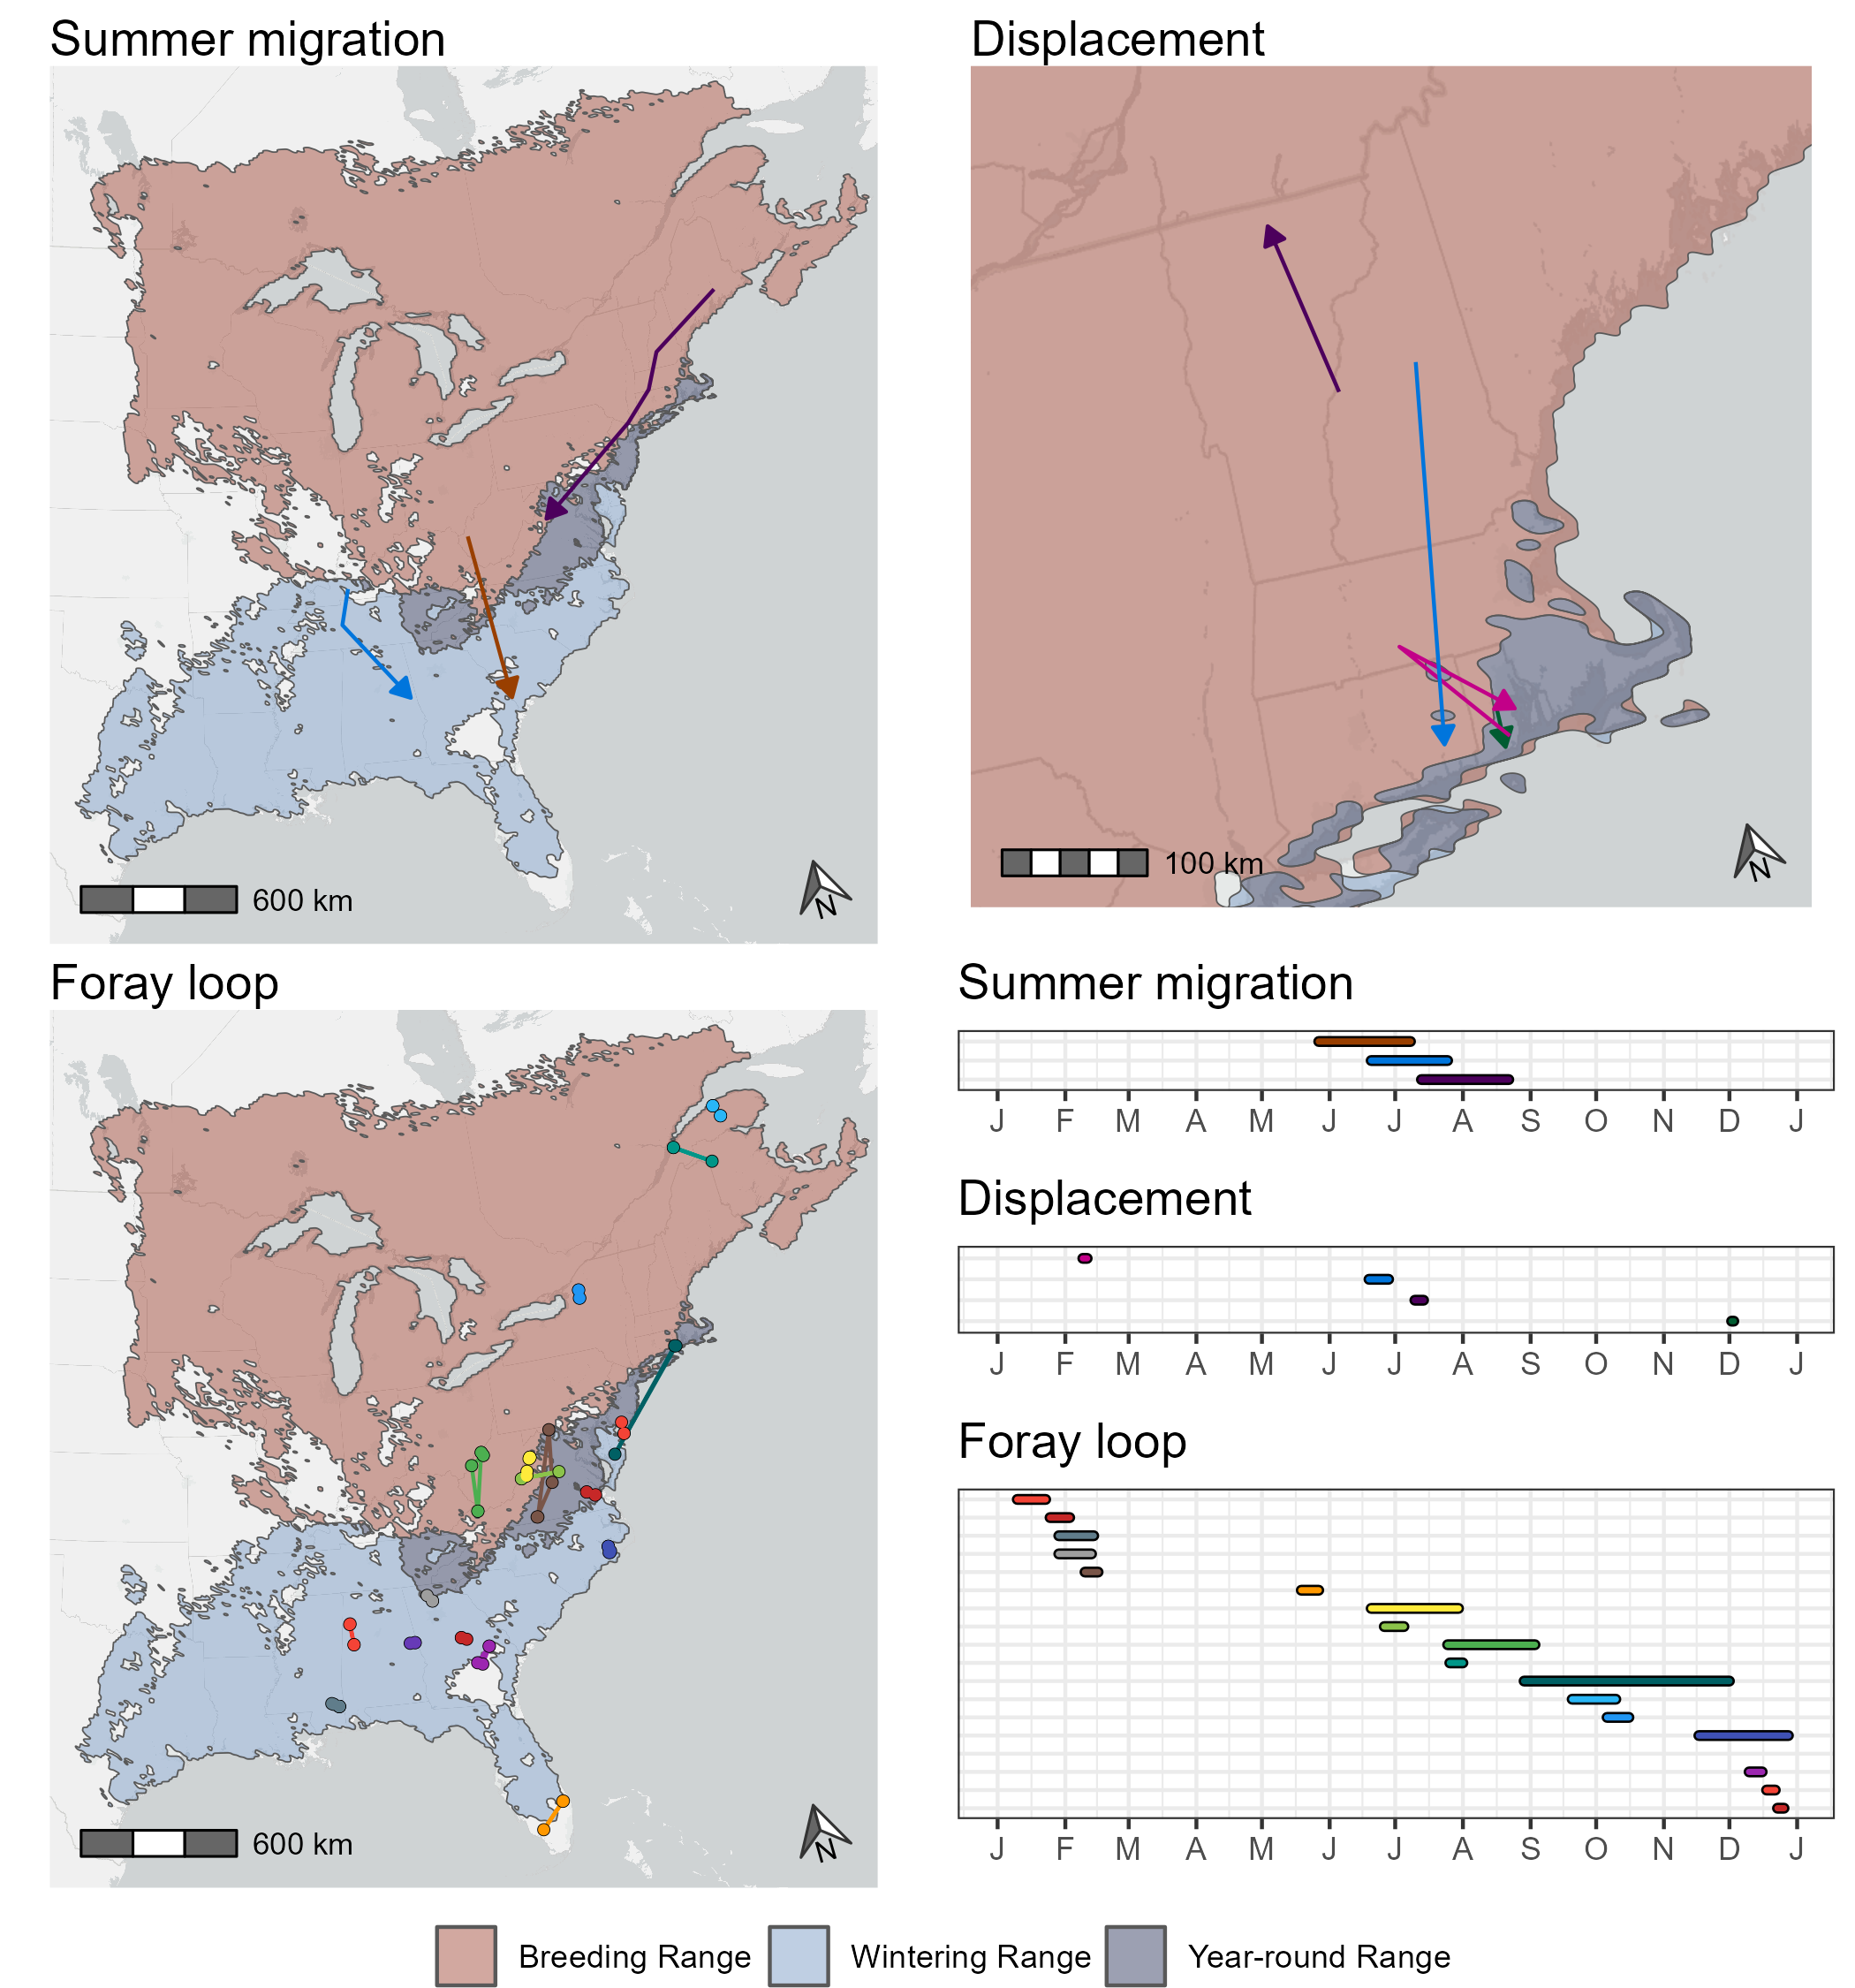 Summer migration
600 km
N
Displacement
100 km
N
Foray loop
600 km
N
Summer migration
J F M A M J J A S O N D J
Displacement
J F M A M J J A S O N D J
Foray loop
J F M A M J J A S O N D J
Breeding Range Wintering Range Year-round Range